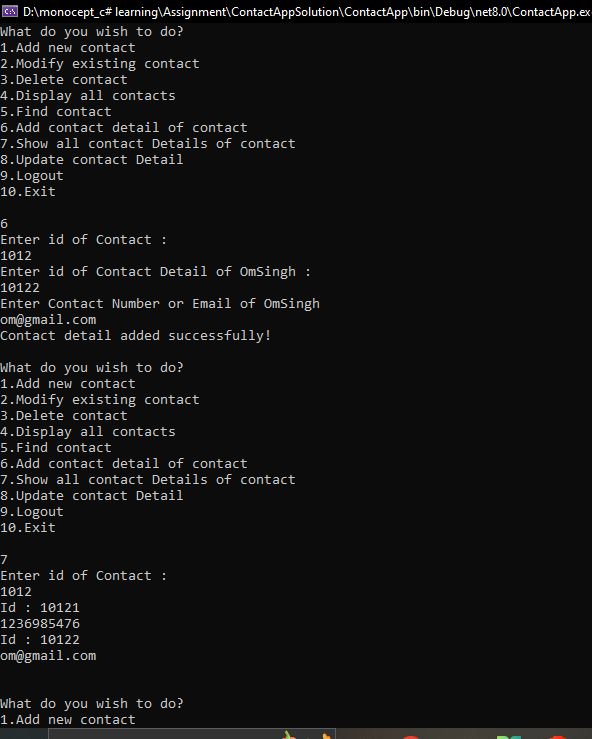 D:\monocept_c# learning\Assignment\ContactAppSolution\ContactApp\bin\Debug\net8.0\ContactApp.ex
What do you wish to do?
1.Add new contact
2.Modify existing contact
3.Delete contact
4.Display all contacts
5.Find contact
6.Add contact detail of contact
7.Show all contact Details of contact
8.Update contact Detail
9.Logout
10.Exit
6
Enter id of Contact :
1012
Enter id of Contact Detail of OmSingh :
10122
Enter Contact Number or Email of OmSingh
om@gmail.com
Contact detail added successfully!
What do you wish to do?
1.Add new contact
2.Modify existing contact
3.Delete contact
4.Display all contacts
5.Find contact
6.Add contact detail of contact
7.Show all contact Details of contact
8.Update contact Detail
9.Logout
10.Exit
7
Enter id of Contact :
1012
Id : 10121
1236985476
Id : 10122
om@gmail.com
What do you wish to do?
1.Add new contact